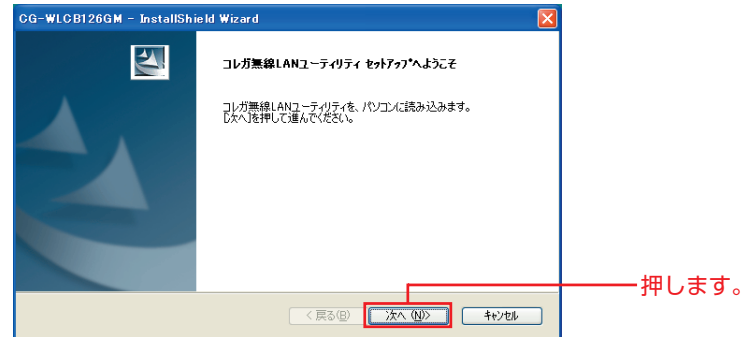 CG-WLCB126GM - InstallShield Wizard
コレガ無線LANユーティリティ セットアップへようこそ
コレガ無線LANユーティリティを、パソコンに読み込みます。
[次へ]を押して進んでください。
押します。
< 戻る(B)
次へ (N)>
キャンセル